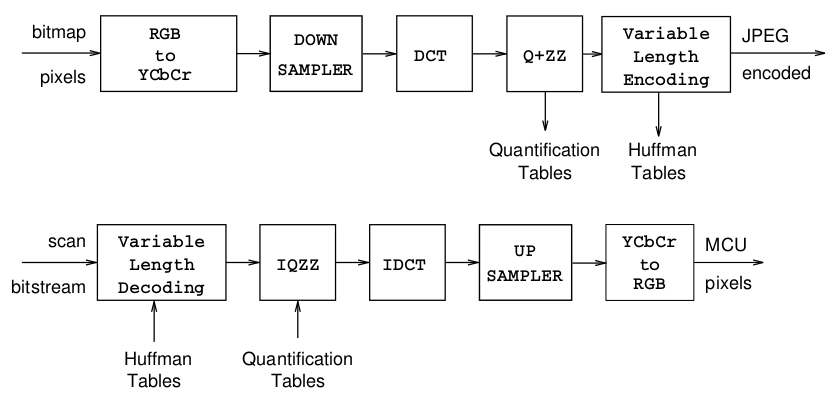 bitmap
pixels
RGB
to
YCbCr
DOWN
SAMPLER
DCT
Q+ZZ
Variable
Length
Encoding
JPEG
encoded
Quantification
Tables
Huffman
Tables
scan
bitstream
Variable
Length
Decoding
IQZZ
IDCT
UP
SAMPLER
YCbCr
to
RGB
MCU
pixels
Huffman
Tables
Quantification
Tables